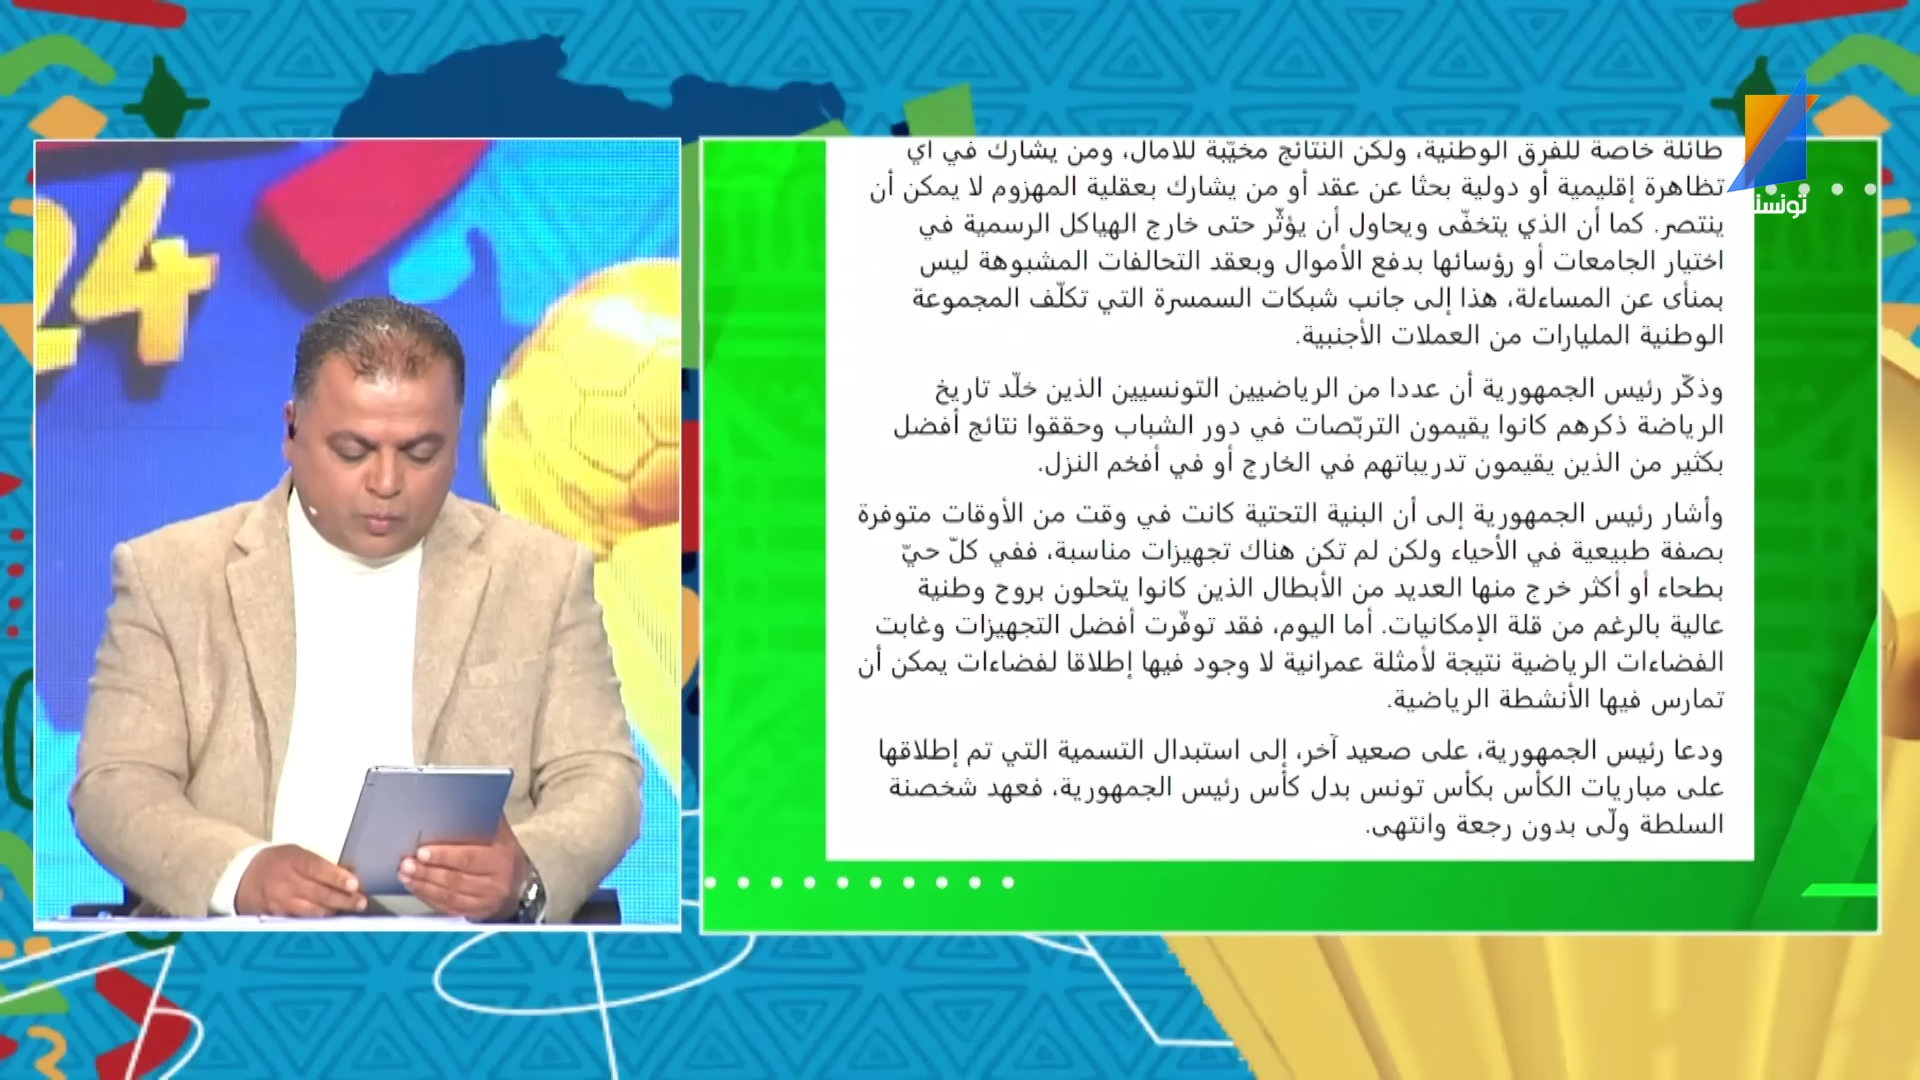 24
طائلة خاصة للفرق الوطنية، ولكن النتائج مخيّبة للآمال، ومن يشارك في أي
تظاهرة إقليمية أو دولية بحثا عن عقد أو من يشارك بعقلية المهزوم لا يمكن أن
ينتصر. كما أن الذي يتخفّى ويحاول أن يؤثّر حتى خارج الهياكل الرسمية في
اختيار الجامعات أو رؤسائها بدفع الأموال وبعقد التحالفات المشبوهة ليس
بمنأى عن المساءلة، هذا إلى جانب شبكات السمسرة التي تكلّف المجموعة
الوطنية المليارات من العملات الأجنبية.
وذكّر رئيس الجمهورية أن عددا من الرياضيين التونسيين الذين خلّد تاريخ
الرياضة ذكرهم كانوا يقيمون التربّصات في دور الشباب وحققوا نتائج أفضل
بكثير من الذين يقيمون تدريباتهم في الخارج أو في أفخم النزل.
وأشار رئيس الجمهورية إلى أن البنية التحتية كانت في وقت من الأوقات متوفرة
بصفة طبيعية في الأحياء ولكن لم تكن هناك تجهيزات مناسبة، ففي كلّ حيّ
بطحاء أو أكثر خرج منها العديد من الأبطال الذين كانوا يتحلون بروح وطنية
عالية بالرغم من قلة الإمكانيات. أما اليوم، فقد توفّرت أفضل التجهيزات وغابت
الفضاءات الرياضية نتيجة لأمثلة عمرانية لا وجود فيها إطلاقا لفضاءات يمكن أن
تمارس فيها الأنشطة الرياضية.
ودعا رئيس الجمهورية، على صعيد آخر، إلى استبدال التسمية التي تم إطلاقها
على مباريات الكأس بكأس تونس بدل كأس رئيس الجمهورية، فعهد شخصنة
السلطة ولّى بدون رجعة وانتهى.